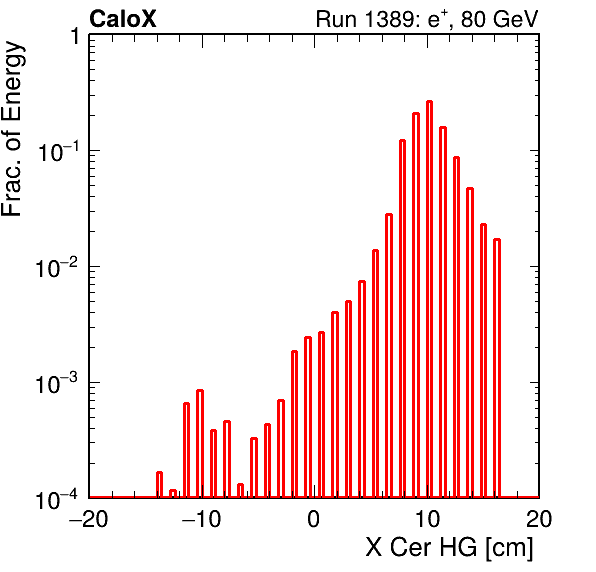 CaloX Run 1389: e⁺, 80 GeV
Frac. of Energy
1
10⁻¹
10⁻²
10⁻³
10⁻⁴
−20 −10 0 10 20
X Cer HG [cm]